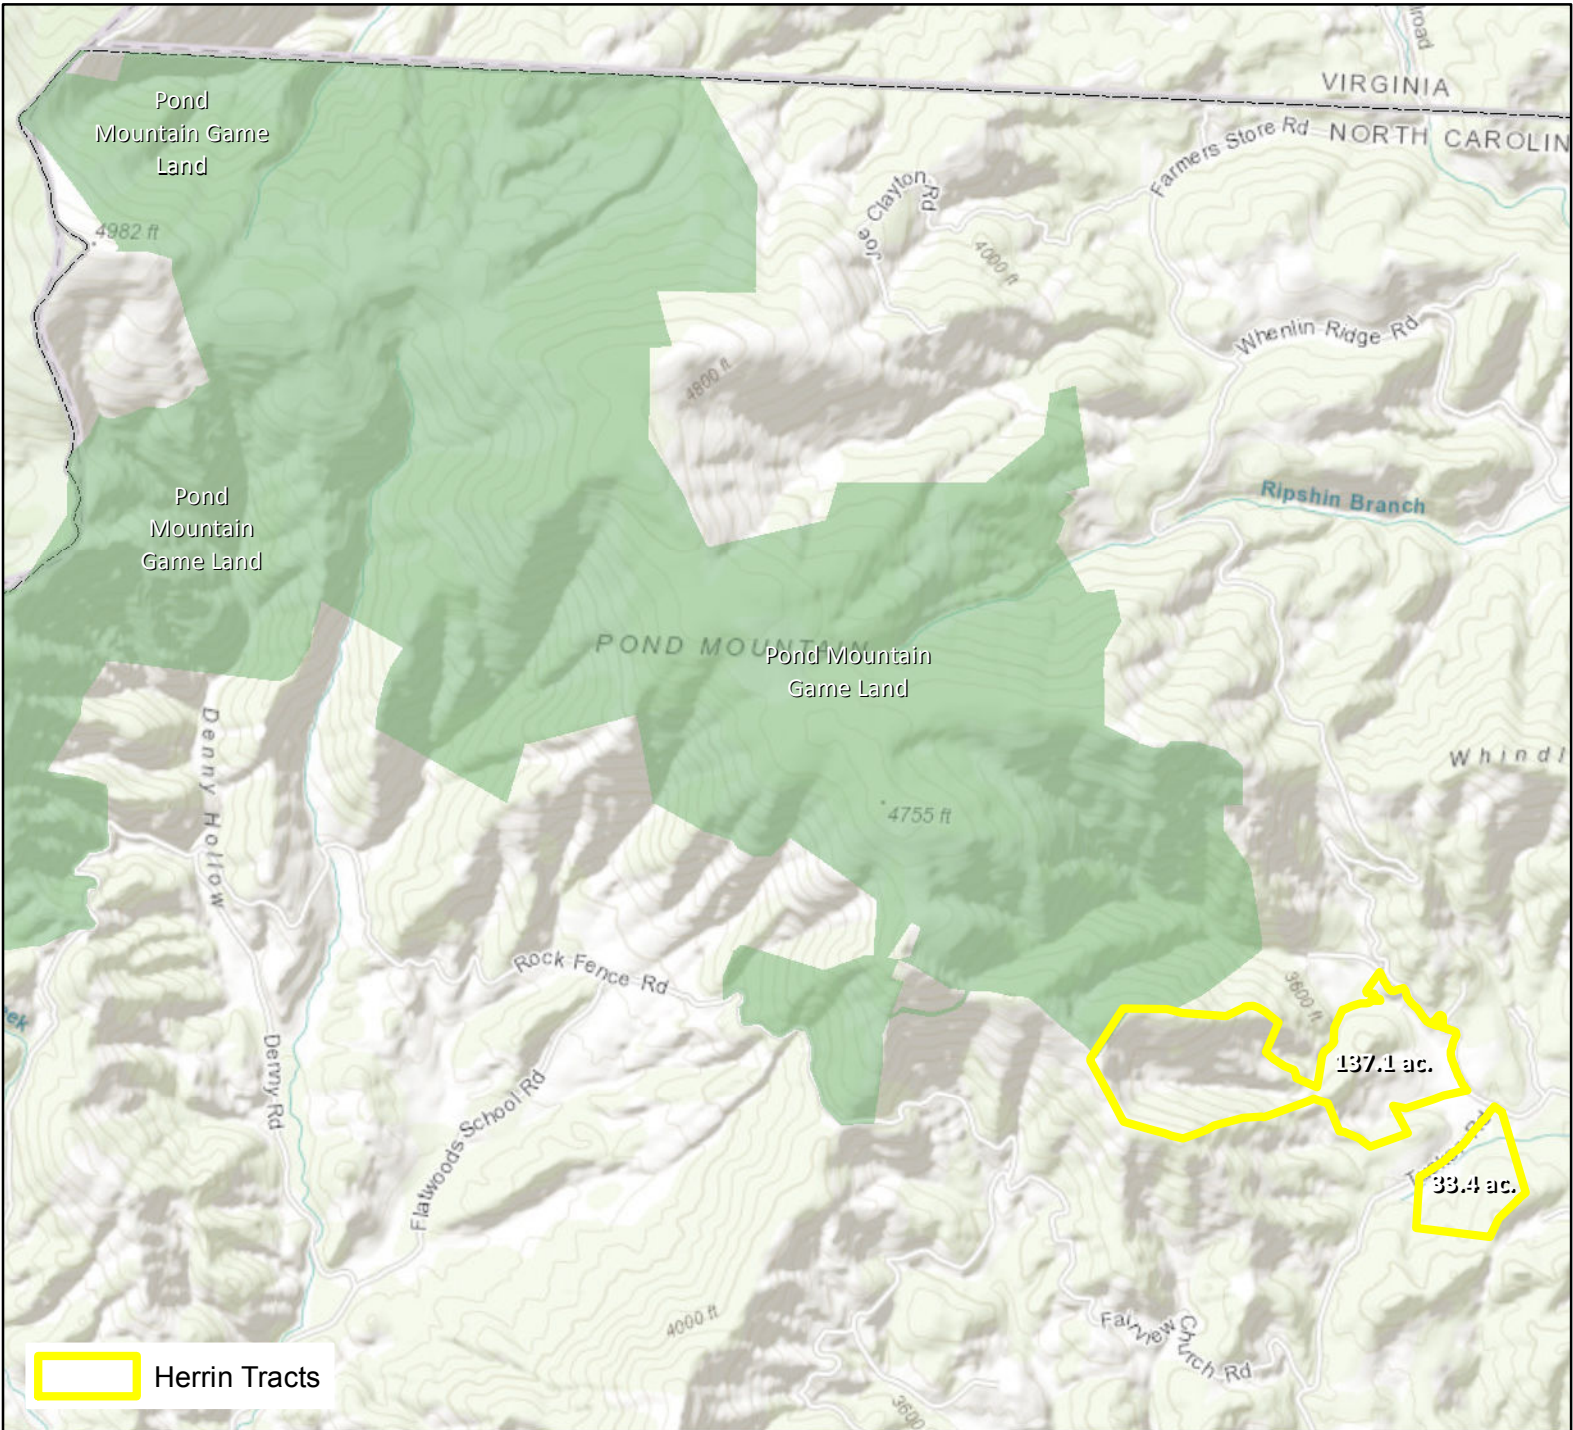 VIRGINIA
NORTH CAROLIN
Farmers Store Rd
Pond
Mountain Game
Land
Joe Clayton Rd
4982 ft
4000 ft
Whenlin Ridge Rd
4800 ft
Ripshin Branch
Pond
Mountain
Game Land
POND MOUNTAIN
Pond Mountain
Game Land
Denny Hollow
Whindl
4755 ft
Rock Fence Rd
3600 ft
Denny Rd
137.1 ac.
Flatwoods School Rd
33.4 ac.
4000 ft
Fairview Church Rd
3600
Herrin Tracts